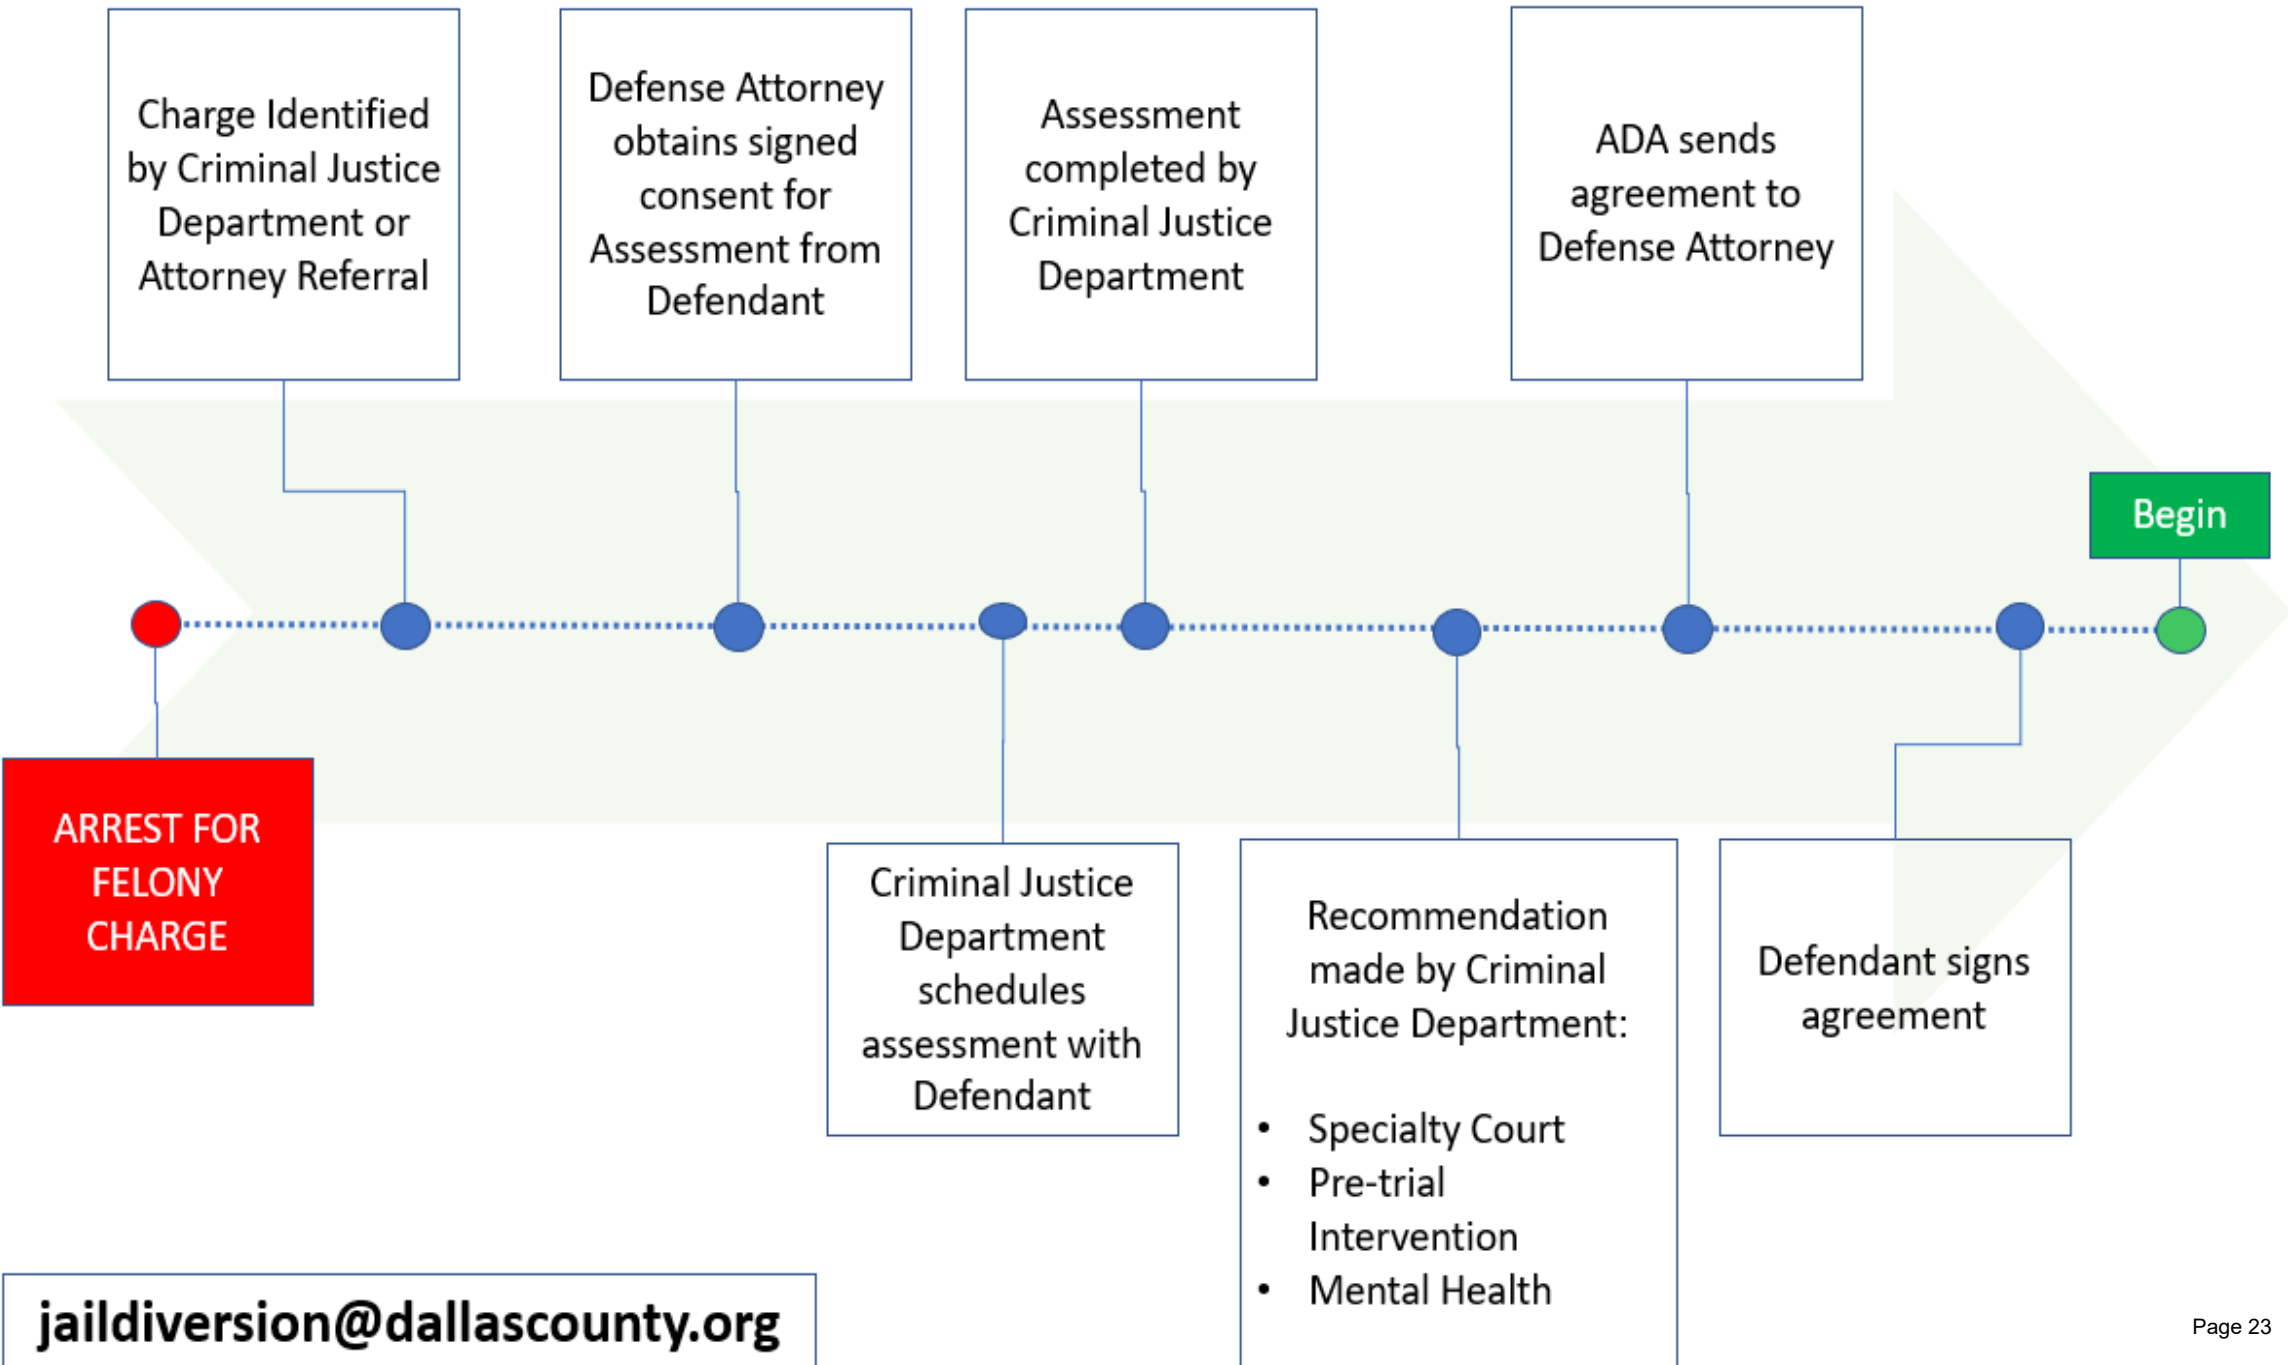 Charge Identified
by Criminal Justice
Department or
Attorney Referral
Defense Attorney
obtains signed
consent for
Assessment from
Defendant
Assessment
completed by
Criminal Justice
Department
ADA sends
agreement to
Defense Attorney
Begin
ARREST FOR
FELONY
CHARGE
Criminal Justice
Department
schedules
assessment with
Defendant
Recommendation
made by Criminal
Justice Department:
• Specialty Court
• Pre-trial
Intervention
• Mental Health
Defendant signs
agreement
jaildiversion@dallascounty.org
Page 23